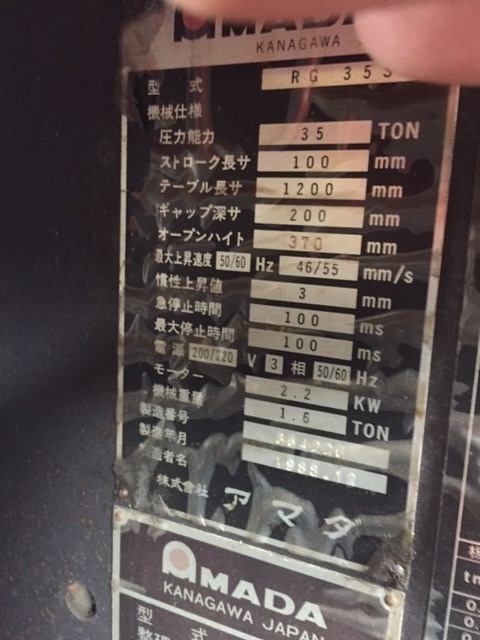 AMADA
KANAGAWA
型 式 RG 35S
機械仕様
圧力能力 35 TON
ストローク長サ 100 mm
テーブル長サ 1200 mm
ギャップ深サ 200 mm
オープンハイト 370 mm
最大上昇速度 50/60 Hz 46/55 mm/s
慣性上昇値 3 mm
急停止時間 100 ms
最大停止時間 100 ms
電源 200/220 V 3 相 50/60 Hz
モーター 2.2 KW
機械重量 1.6 TON
製造番号
製造年月 1988.12
造者名
株式会社 アマダ
AMADA
KANAGAWA JAPAN
型 式
整理